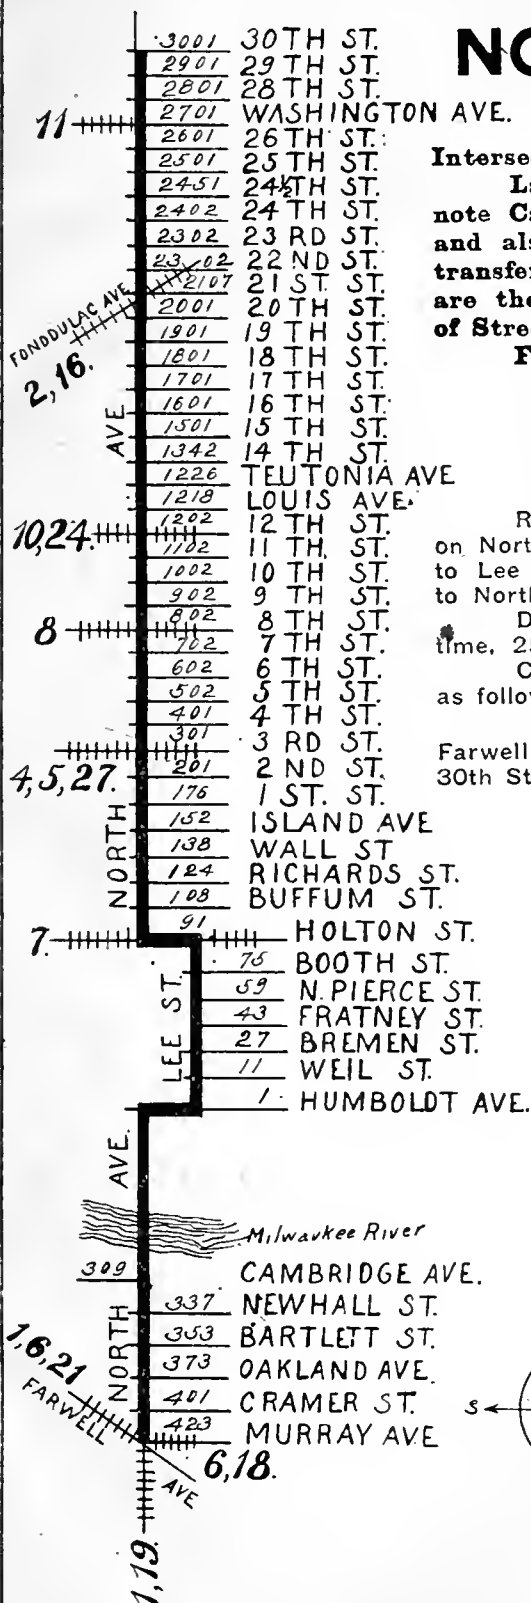 3001 30TH ST.
2901 29TH ST.
2801 28TH ST.
2701 WASHINGTON AVE.
11
2601 26TH ST.
2501 25TH ST.
2451 24½TH ST.
2402 24TH ST.
2302 23RD ST.
23 02 22ND ST.
2107 21ST ST.
FONDDULAC AVE
2,16.
2001 20TH ST.
1901 19TH ST.
1801 18TH ST.
1701 17TH ST.
1601 16TH ST.
1501 15TH ST.
1342 14TH ST.
1226 TEUTONIA AVE
1218 LOUIS AVE.
1202 12TH ST.
10,24.
1102 11TH. ST.
1002 10TH ST.
902 9TH ST.
802 8TH ST.
8
702 7TH ST.
602 6TH ST.
502 5TH ST.
401 4TH ST.
301 3RD ST.
4,5,27.
201 2ND ST.
176 1ST. ST.
152 ISLAND AVE
138 WALL ST
124 RICHARDS ST.
108 BUFFUM ST.
NORTH AVE
91 HOLTON ST.
7.
75 BOOTH ST.
59 N. PIERCE ST.
43 FRATNEY ST.
27 BREMEN ST.
11 WEIL ST.
1 HUMBOLDT AVE.
LEE ST.
Milwaukee River
309 CAMBRIDGE AVE.
337 NEWHALL ST.
353 BARTLETT ST.
373 OAKLAND AVE.
401 CRAMER ST.
423 MURRAY AVE
NORTH AVE.
1,6,21
FARWELL AVE
6,18.
1,19.
S
NO
Interse
note Ca
and als
transfe
are the
of Stre
F
R
on Nort
to Lee
to North
D
time, 2
C
as follo
Farwell
30th St